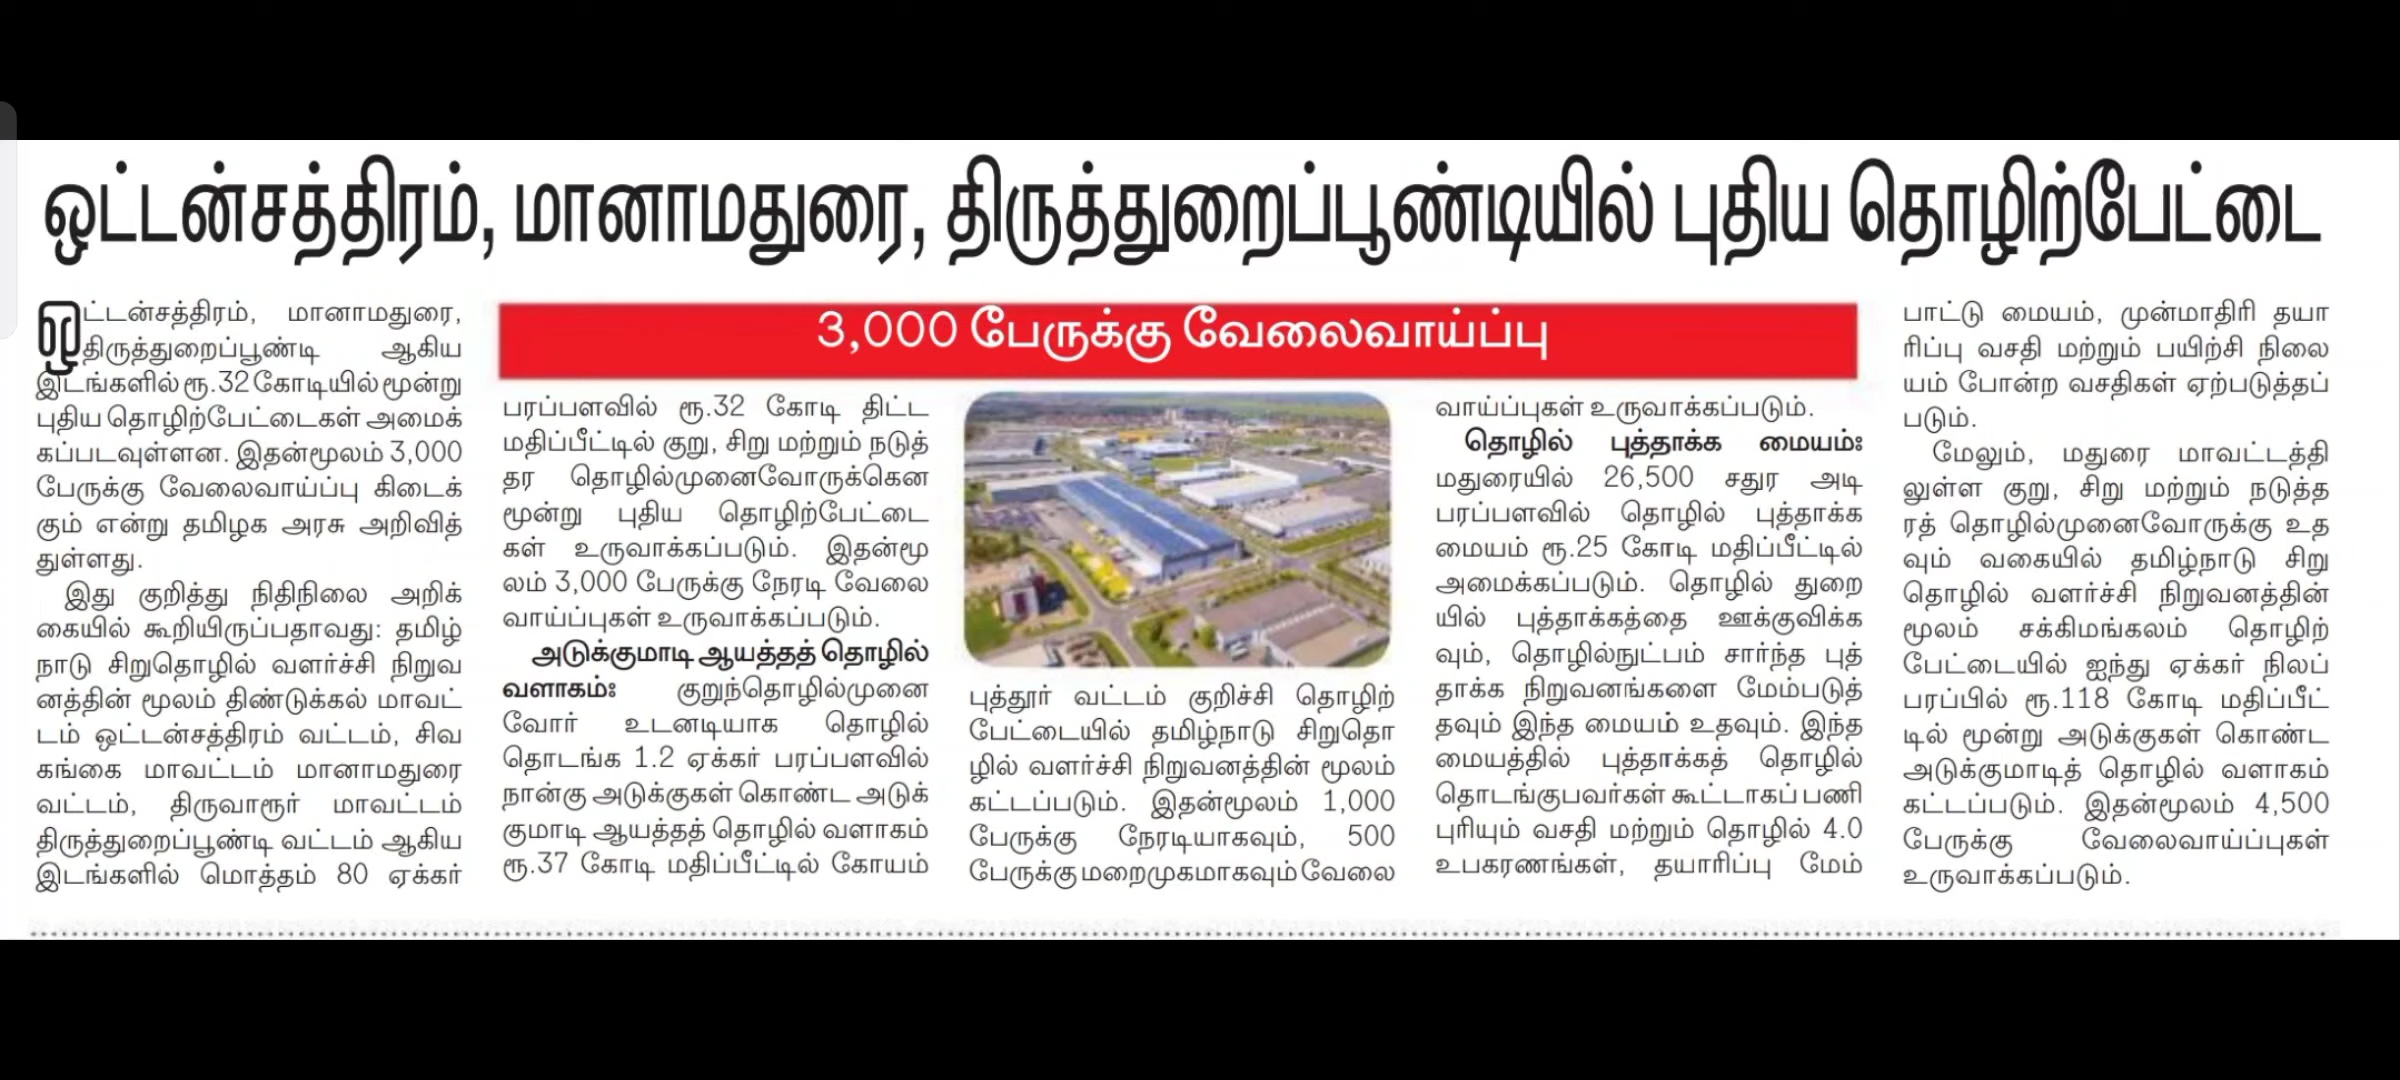 ஒட்டன்சத்திரம், மானாமதுரை, திருத்துறைப்பூண்டியில் புதிய தொழிற்பேட்டை
3,000 பேருக்கு வேலைவாய்ப்பு
ஒட்டன்சத்திரம், மானாமதுரை,
திருத்துறைப்பூண்டி ஆகிய
இடங்களில் ரூ.32 கோடியில் மூன்று
புதிய தொழிற்பேட்டைகள் அமைக்
கப்படவுள்ளன. இதன்மூலம் 3,000
பேருக்கு வேலைவாய்ப்பு கிடைக்
கும் என்று தமிழக அரசு அறிவித்
துள்ளது.
இது குறித்து நிதிநிலை அறிக்
கையில் கூறியிருப்பதாவது: தமிழ்
நாடு சிறுதொழில் வளர்ச்சி நிறுவ
னத்தின் மூலம் திண்டுக்கல் மாவட்
டம் ஒட்டன்சத்திரம் வட்டம், சிவ
கங்கை மாவட்டம் மானாமதுரை
வட்டம், திருவாரூர் மாவட்டம்
திருத்துறைப்பூண்டி வட்டம் ஆகிய
இடங்களில் மொத்தம் 80 ஏக்கர்
பரப்பளவில் ரூ.32 கோடி திட்ட
மதிப்பீட்டில் குறு, சிறு மற்றும் நடுத்
தர தொழில்முனைவோருக்கென
மூன்று புதிய தொழிற்பேட்டை
கள் உருவாக்கப்படும். இதன்மூ
லம் 3,000 பேருக்கு நேரடி வேலை
வாய்ப்புகள் உருவாக்கப்படும்.
அடுக்குமாடி ஆயத்தத் தொழில்
வளாகம்: குறுந்தொழில்முனை
வோர் உடனடியாக தொழில்
தொடங்க 1.2 ஏக்கர் பரப்பளவில்
நான்கு அடுக்குகள் கொண்ட அடுக்
குமாடி ஆயத்தத் தொழில் வளாகம்
ரூ.37 கோடி மதிப்பீட்டில் கோயம்
புத்தூர் வட்டம் குறிச்சி தொழிற்
பேட்டையில் தமிழ்நாடு சிறுதொ
ழில் வளர்ச்சி நிறுவனத்தின் மூலம்
கட்டப்படும். இதன்மூலம் 1,000
பேருக்கு நேரடியாகவும், 500
பேருக்கு மறைமுகமாகவும் வேலை
வாய்ப்புகள் உருவாக்கப்படும்.
தொழில் புத்தாக்க மையம்:
மதுரையில் 26,500 சதுர அடி
பரப்பளவில் தொழில் புத்தாக்க
மையம் ரூ.25 கோடி மதிப்பீட்டில்
அமைக்கப்படும். தொழில் துறை
யில் புத்தாக்கத்தை ஊக்குவிக்க
வும், தொழில்நுட்பம் சார்ந்த புத்
தாக்க நிறுவனங்களை மேம்படுத்
தவும் இந்த மையம் உதவும். இந்த
மையத்தில் புத்தாக்கத் தொழில்
தொடங்குபவர்கள் கூட்டாகப் பணி
புரியும் வசதி மற்றும் தொழில் 4.0
உபகரணங்கள், தயாரிப்பு மேம்
பாட்டு மையம், முன்மாதிரி தயா
ரிப்பு வசதி மற்றும் பயிற்சி நிலை
யம் போன்ற வசதிகள் ஏற்படுத்தப்
படும்.
மேலும், மதுரை மாவட்டத்தி
லுள்ள குறு, சிறு மற்றும் நடுத்த
ரத் தொழில்முனைவோருக்கு உத
வும் வகையில் தமிழ்நாடு சிறு
தொழில் வளர்ச்சி நிறுவனத்தின்
மூலம் சக்கிமங்கலம் தொழிற்
பேட்டையில் ஐந்து ஏக்கர் நிலப்
பரப்பில் ரூ.118 கோடி மதிப்பீட்
டில் மூன்று அடுக்குகள் கொண்ட
அடுக்குமாடித் தொழில் வளாகம்
கட்டப்படும். இதன்மூலம் 4,500
பேருக்கு வேலைவாய்ப்புகள்
உருவாக்கப்படும்.